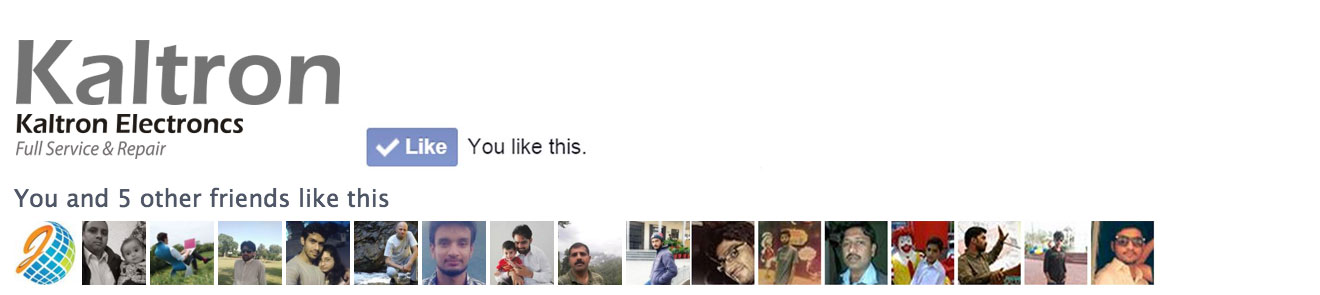 Kaltron
Kaltron Electroncs
Full Service & Repair
Like You like this.
You and 5 other friends like this